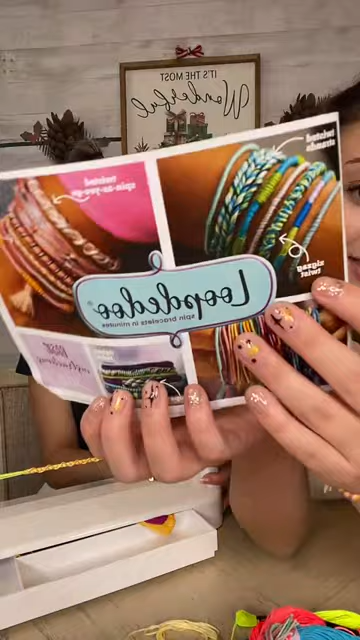 IT'S THE MOST
Wonderful
twisted
strands
twisted
spin-as-you-go
zigzag
twist
Loopdedoo®
spin bracelets in minutes